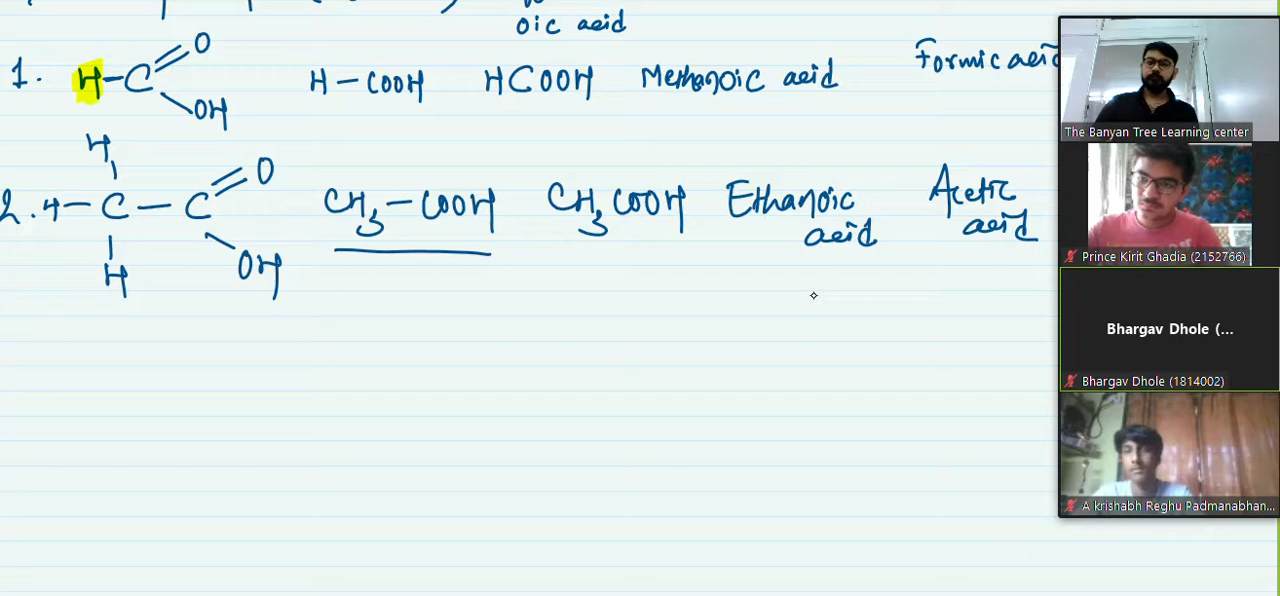 oic acid
1. H-C=O OH H-COOH HCOOH Methanoic acid Formic acid
2. H-C-C=O OH H H CH3-COOH CH3COOH Ethanoic acid Acetic acid
The Banyan Tree Learning center
Prince Kirit Ghadia (2152766)
Bhargav Dhole (...
Bhargav Dhole (1814002)
A krishabh Reghu Padmanabhan...